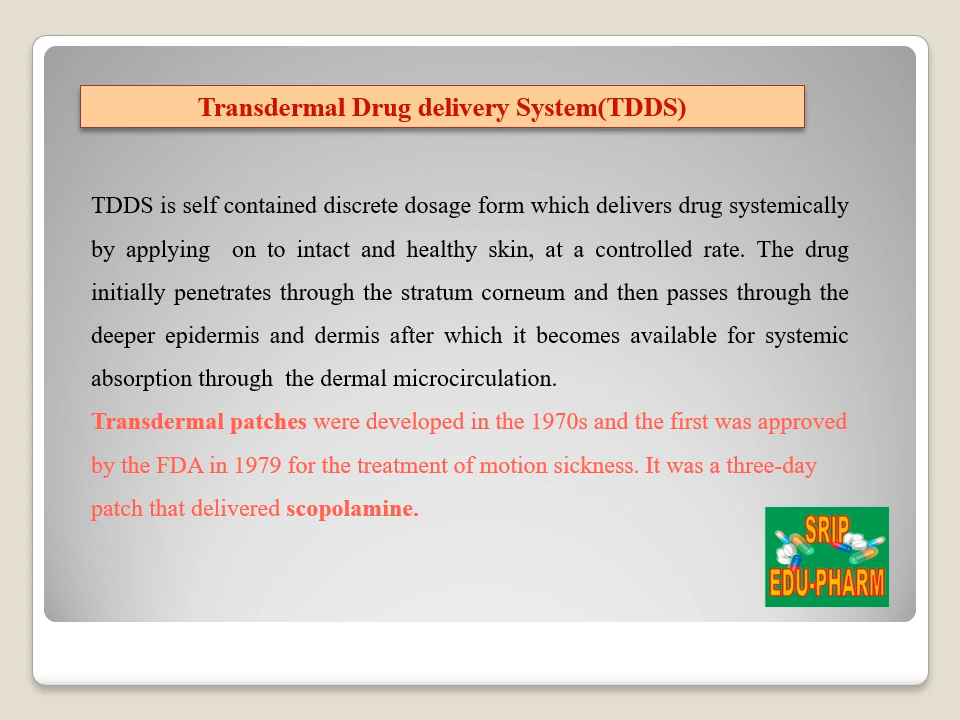 Transdermal Drug delivery System(TDDS)
TDDS is self contained discrete dosage form which delivers drug systemically
by applying on to intact and healthy skin, at a controlled rate. The drug
initially penetrates through the stratum corneum and then passes through the
deeper epidermis and dermis after which it becomes available for systemic
absorption through the dermal microcirculation.
Transdermal patches were developed in the 1970s and the first was approved
by the FDA in 1979 for the treatment of motion sickness. It was a three-day
patch that delivered scopolamine.
SRIP
EDU-PHARM